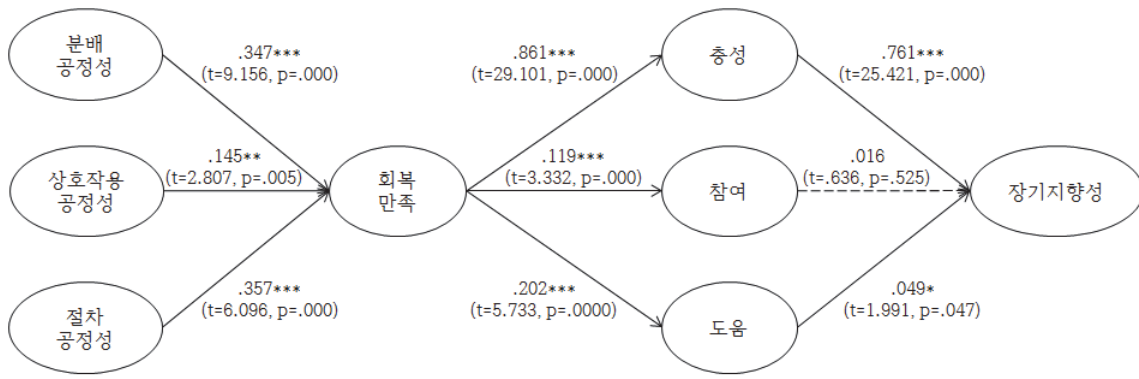 분배
공정성
.347***
(t=9.156, p=.000)
.861***
(t=29.101, p=.000)
충성
.761***
(t=25.421, p=.000)
상호작용
공정성
.145**
(t=2.807, p=.005)
회복
만족
.119***
(t=3.332, p=.000)
참여
.016
(t=.636, p=.525)
장기지향성
절차
공정성
.357***
(t=6.096, p=.000)
.202***
(t=5.733, p=.0000)
도움
.049*
(t=1.991, p=.047)